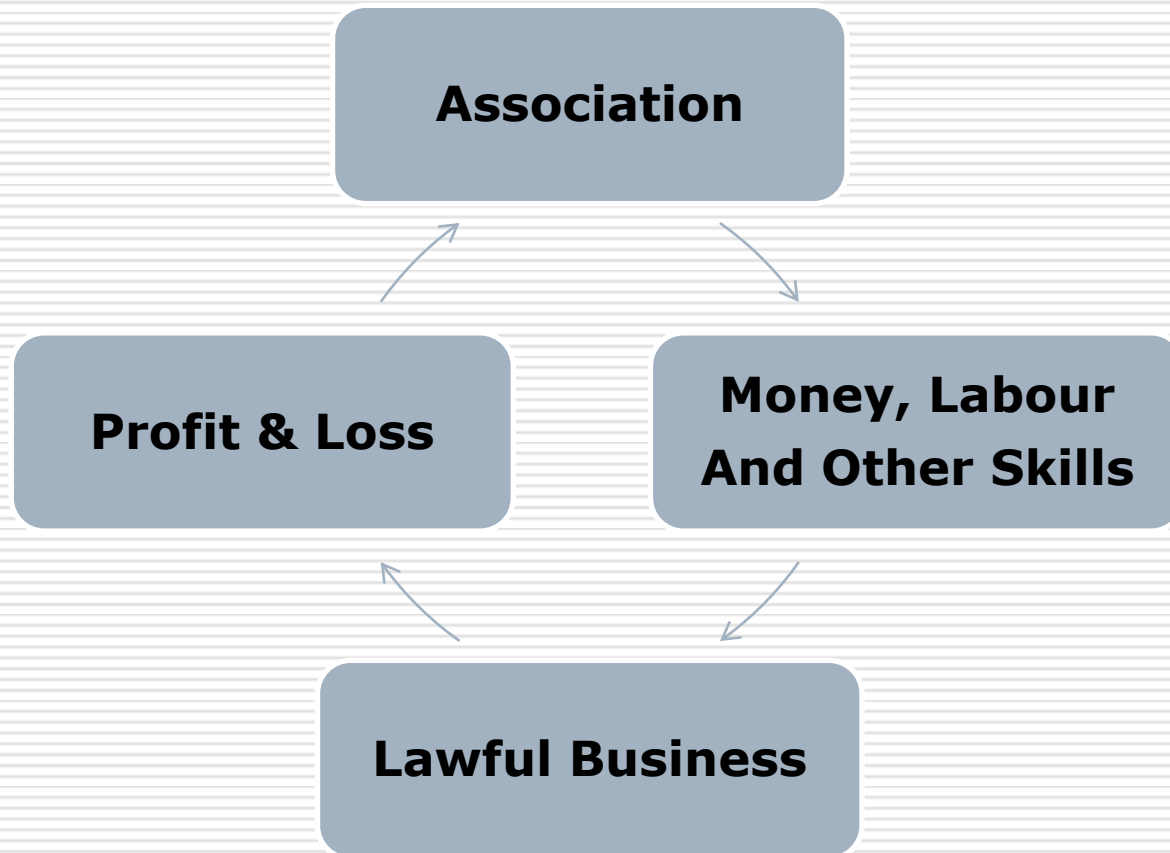 Association
Profit & Loss
Money, Labour
And Other Skills
Lawful Business